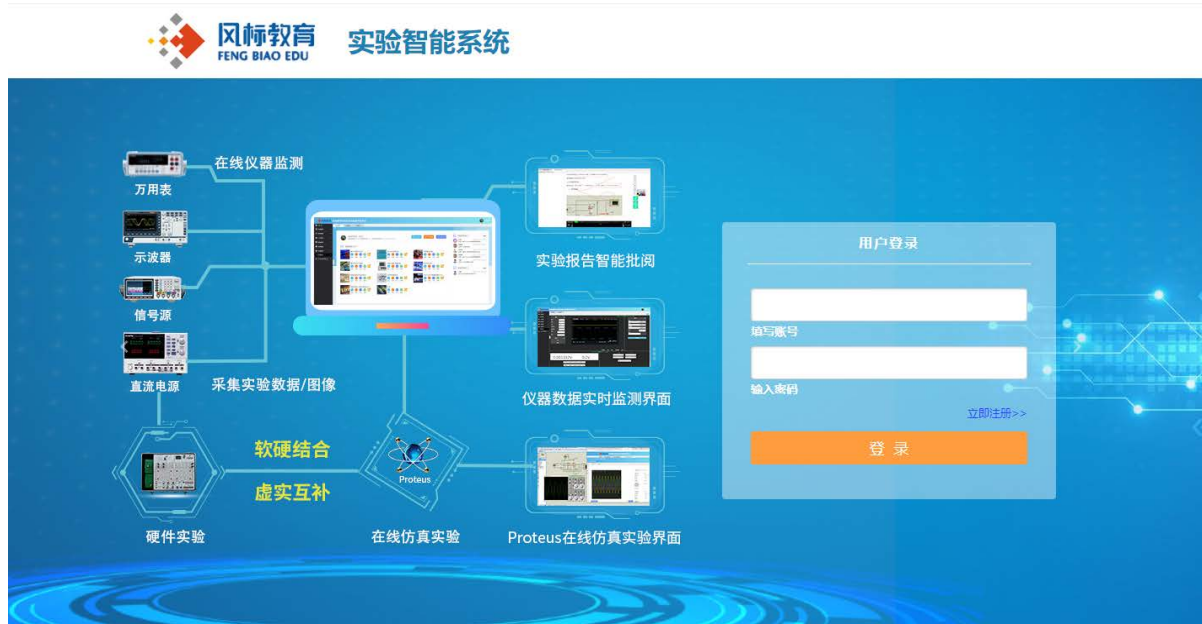 风标教育
FENG BIAO EDU
实验智能系统
在线仪器监测
万用表
示波器
信号源
直流电源
采集实验数据/图像
软硬结合
虚实互补
硬件实验
Proteus
在线仿真实验
实验报告智能批阅
仪器数据实时监测界面
Proteus在线仿真实验界面
用户登录
填写账号
输入密码
立即注册>>
登 录